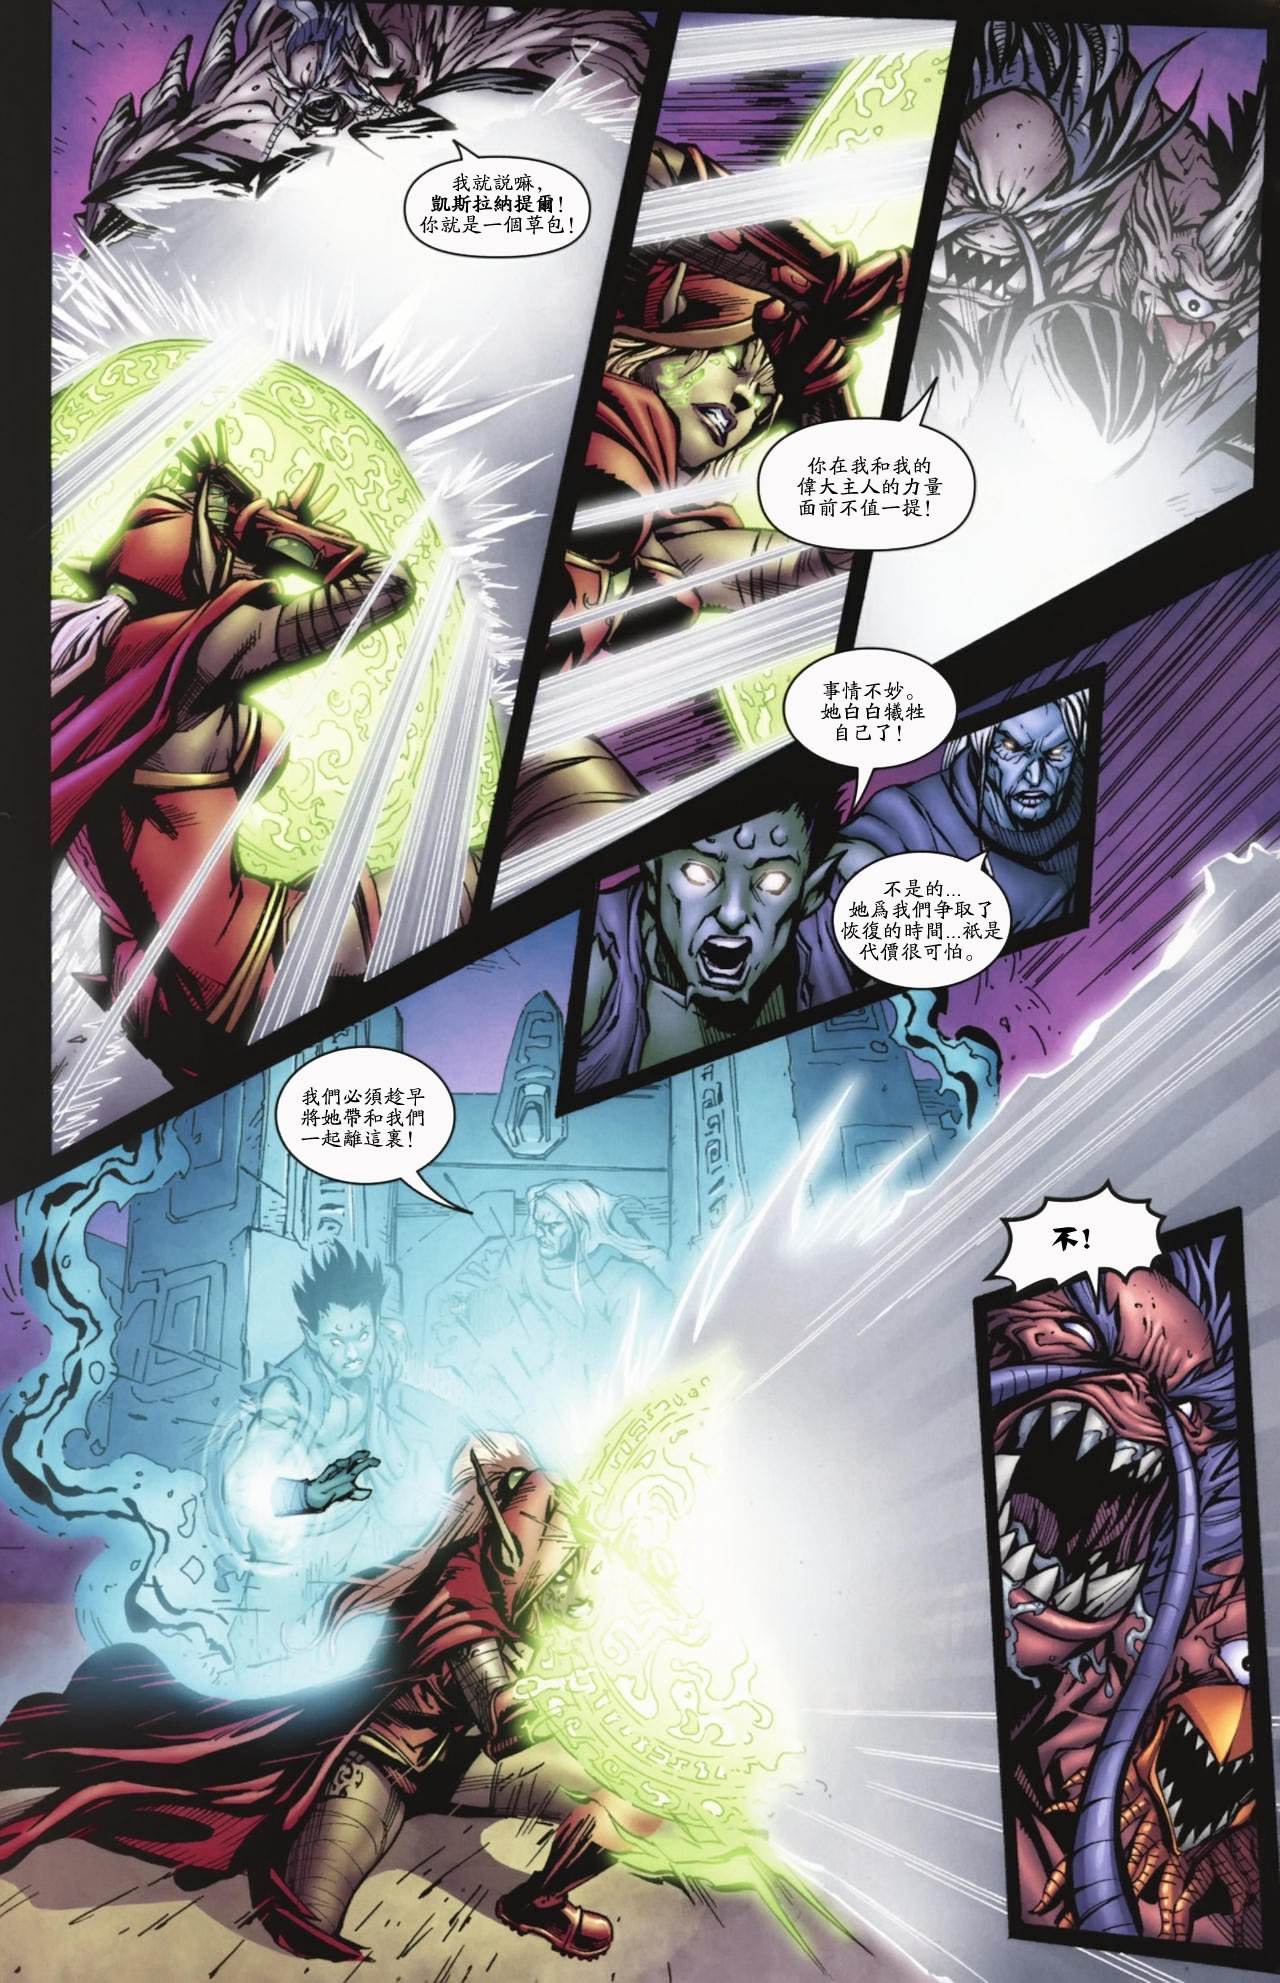 我就説嘛，
凱斯拉納提爾！
你就是一個草包！
你在我和我的
偉大主人的力量
面前不值一提！
事情不妙。
她白白犧牲
自己了！
不是的…
她爲我們争取了
恢復的時間…衹是
代價很可怕。
我們必須趁早
將她帶和我們
一起離這裏！
不！